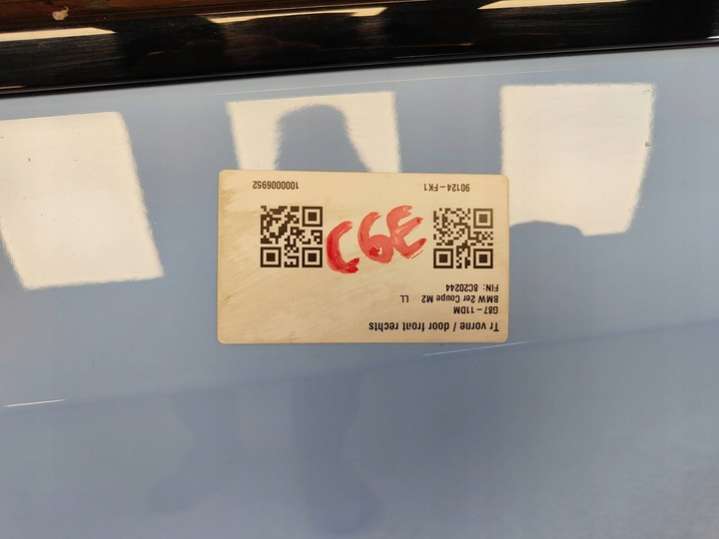 Tr vorne / door front rechts
G87 - 11DM
BMW 2er Coupe M2 LL
FIN: 8C20244
C6E
90124-FK1 1000006952